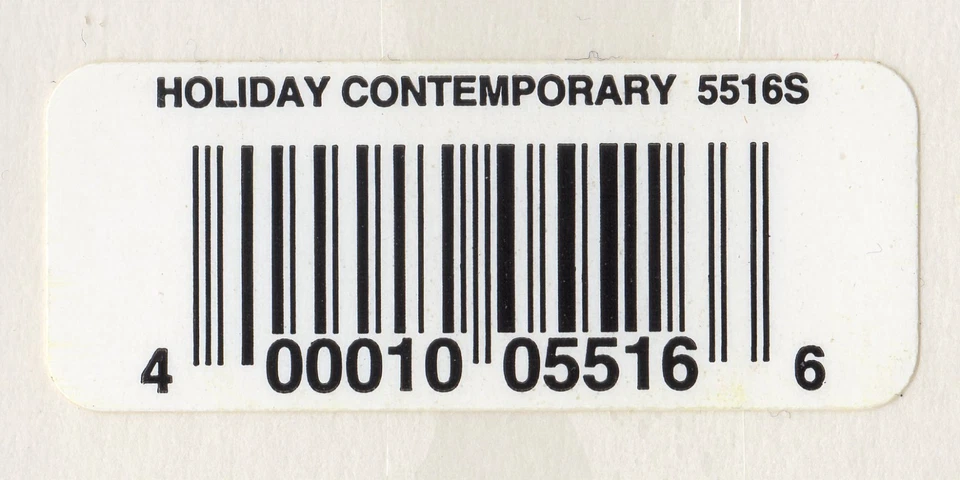 HOLIDAY CONTEMPORARY 5516S
4 00010 05516 6